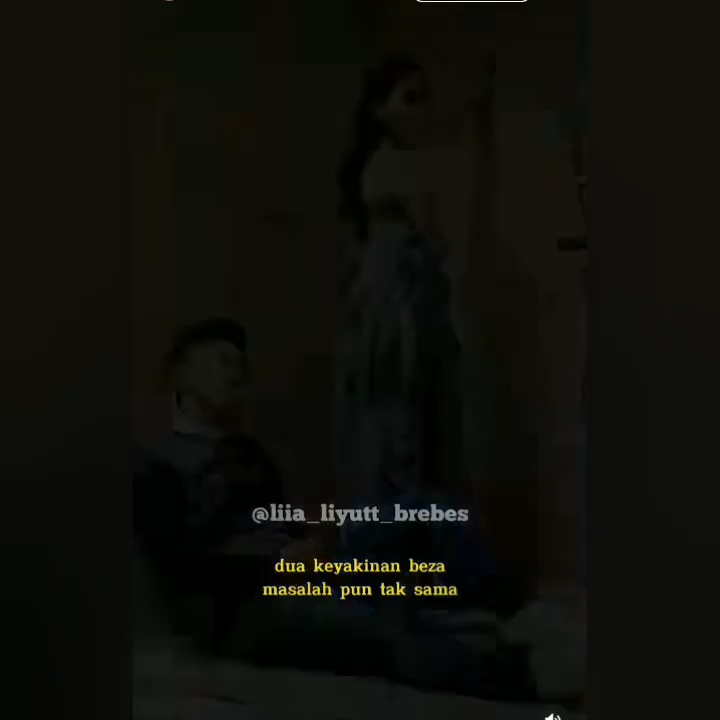 @liia_liyutt_brebes
dua keyakinan beza
masalah pun tak sama